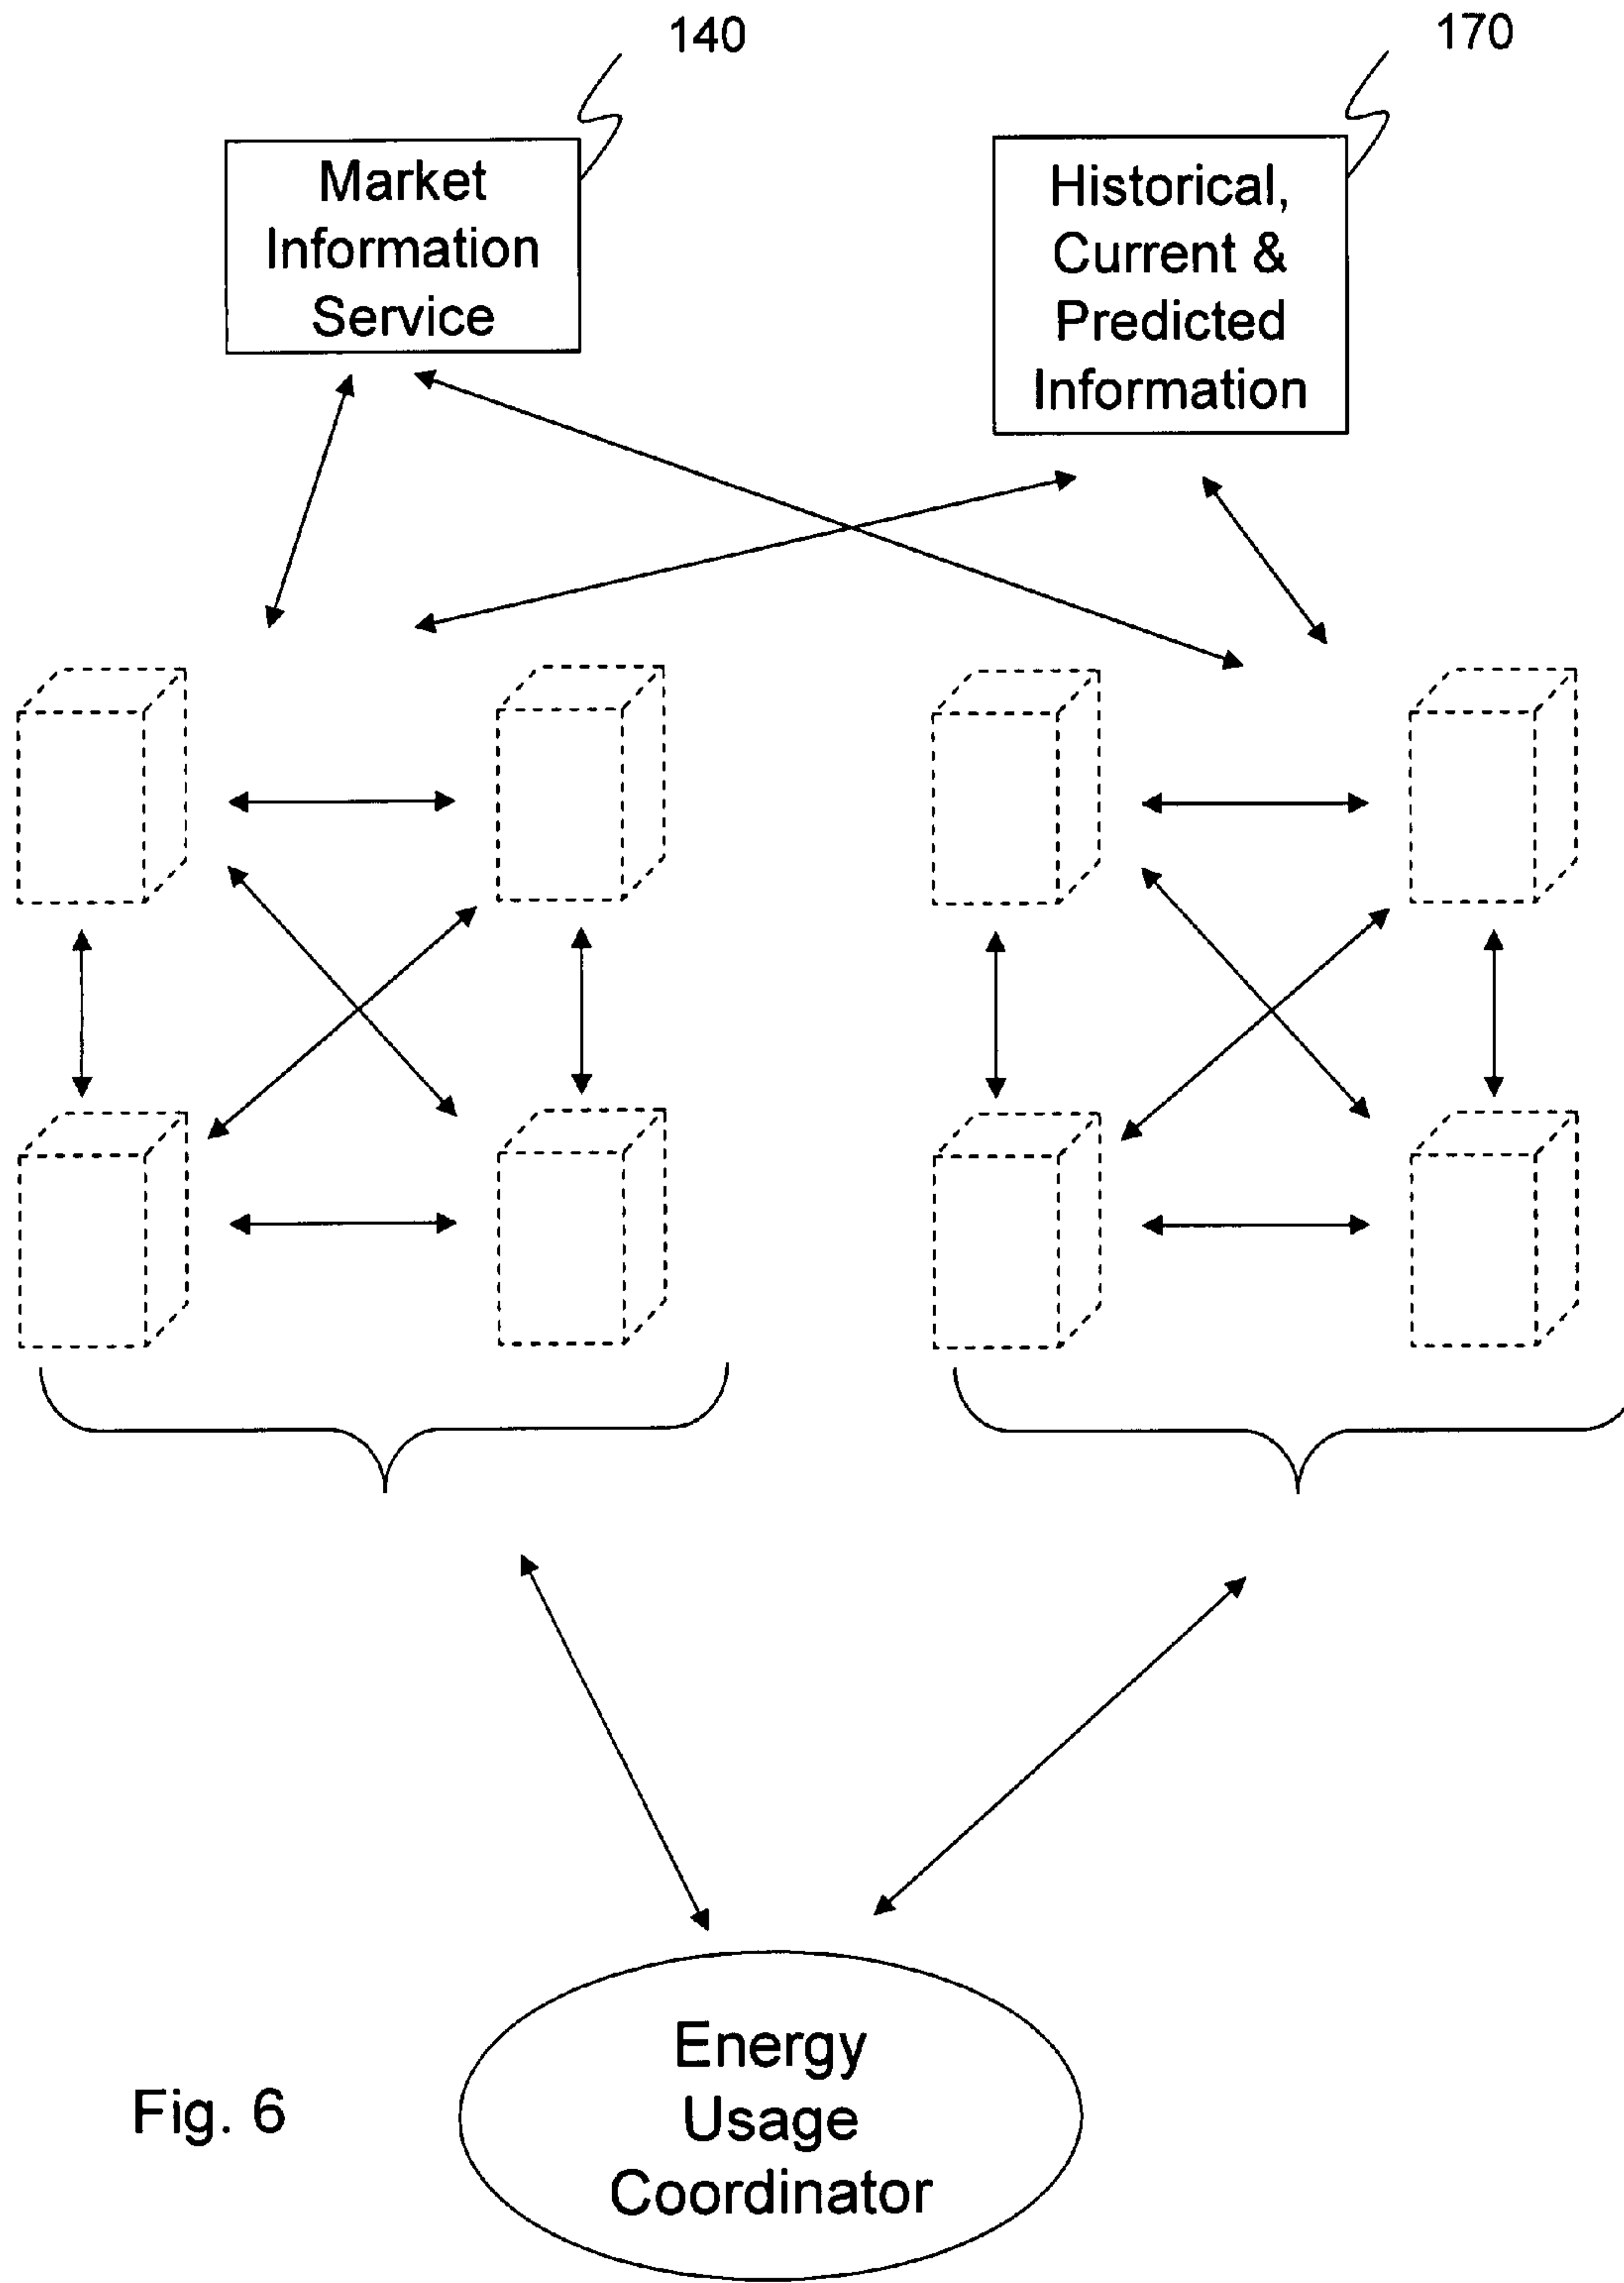 140
170
Market
Information
Service
Historical,
Current &
Predicted
Information
Energy
Usage
Coordinator
Fig. 6